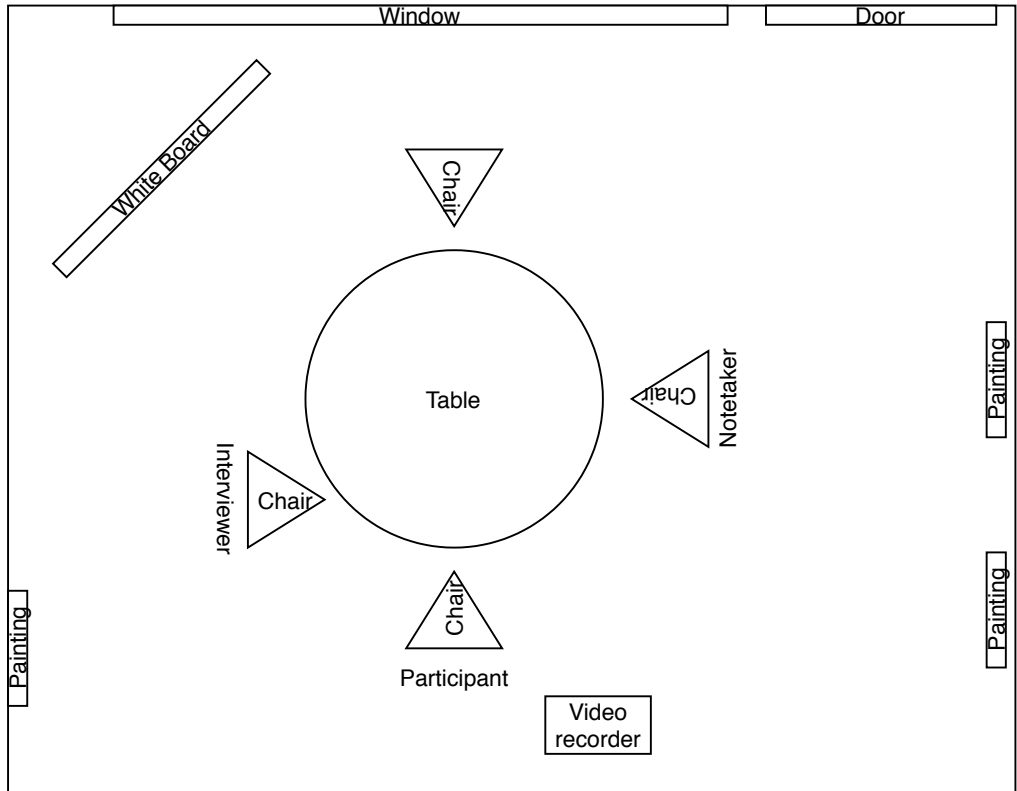 Window
Door
White Board
Chair
Painting
Table
Chair
Notetaker
Interviewer
Chair
Chair
Painting
Painting
Participant
Video
recorder